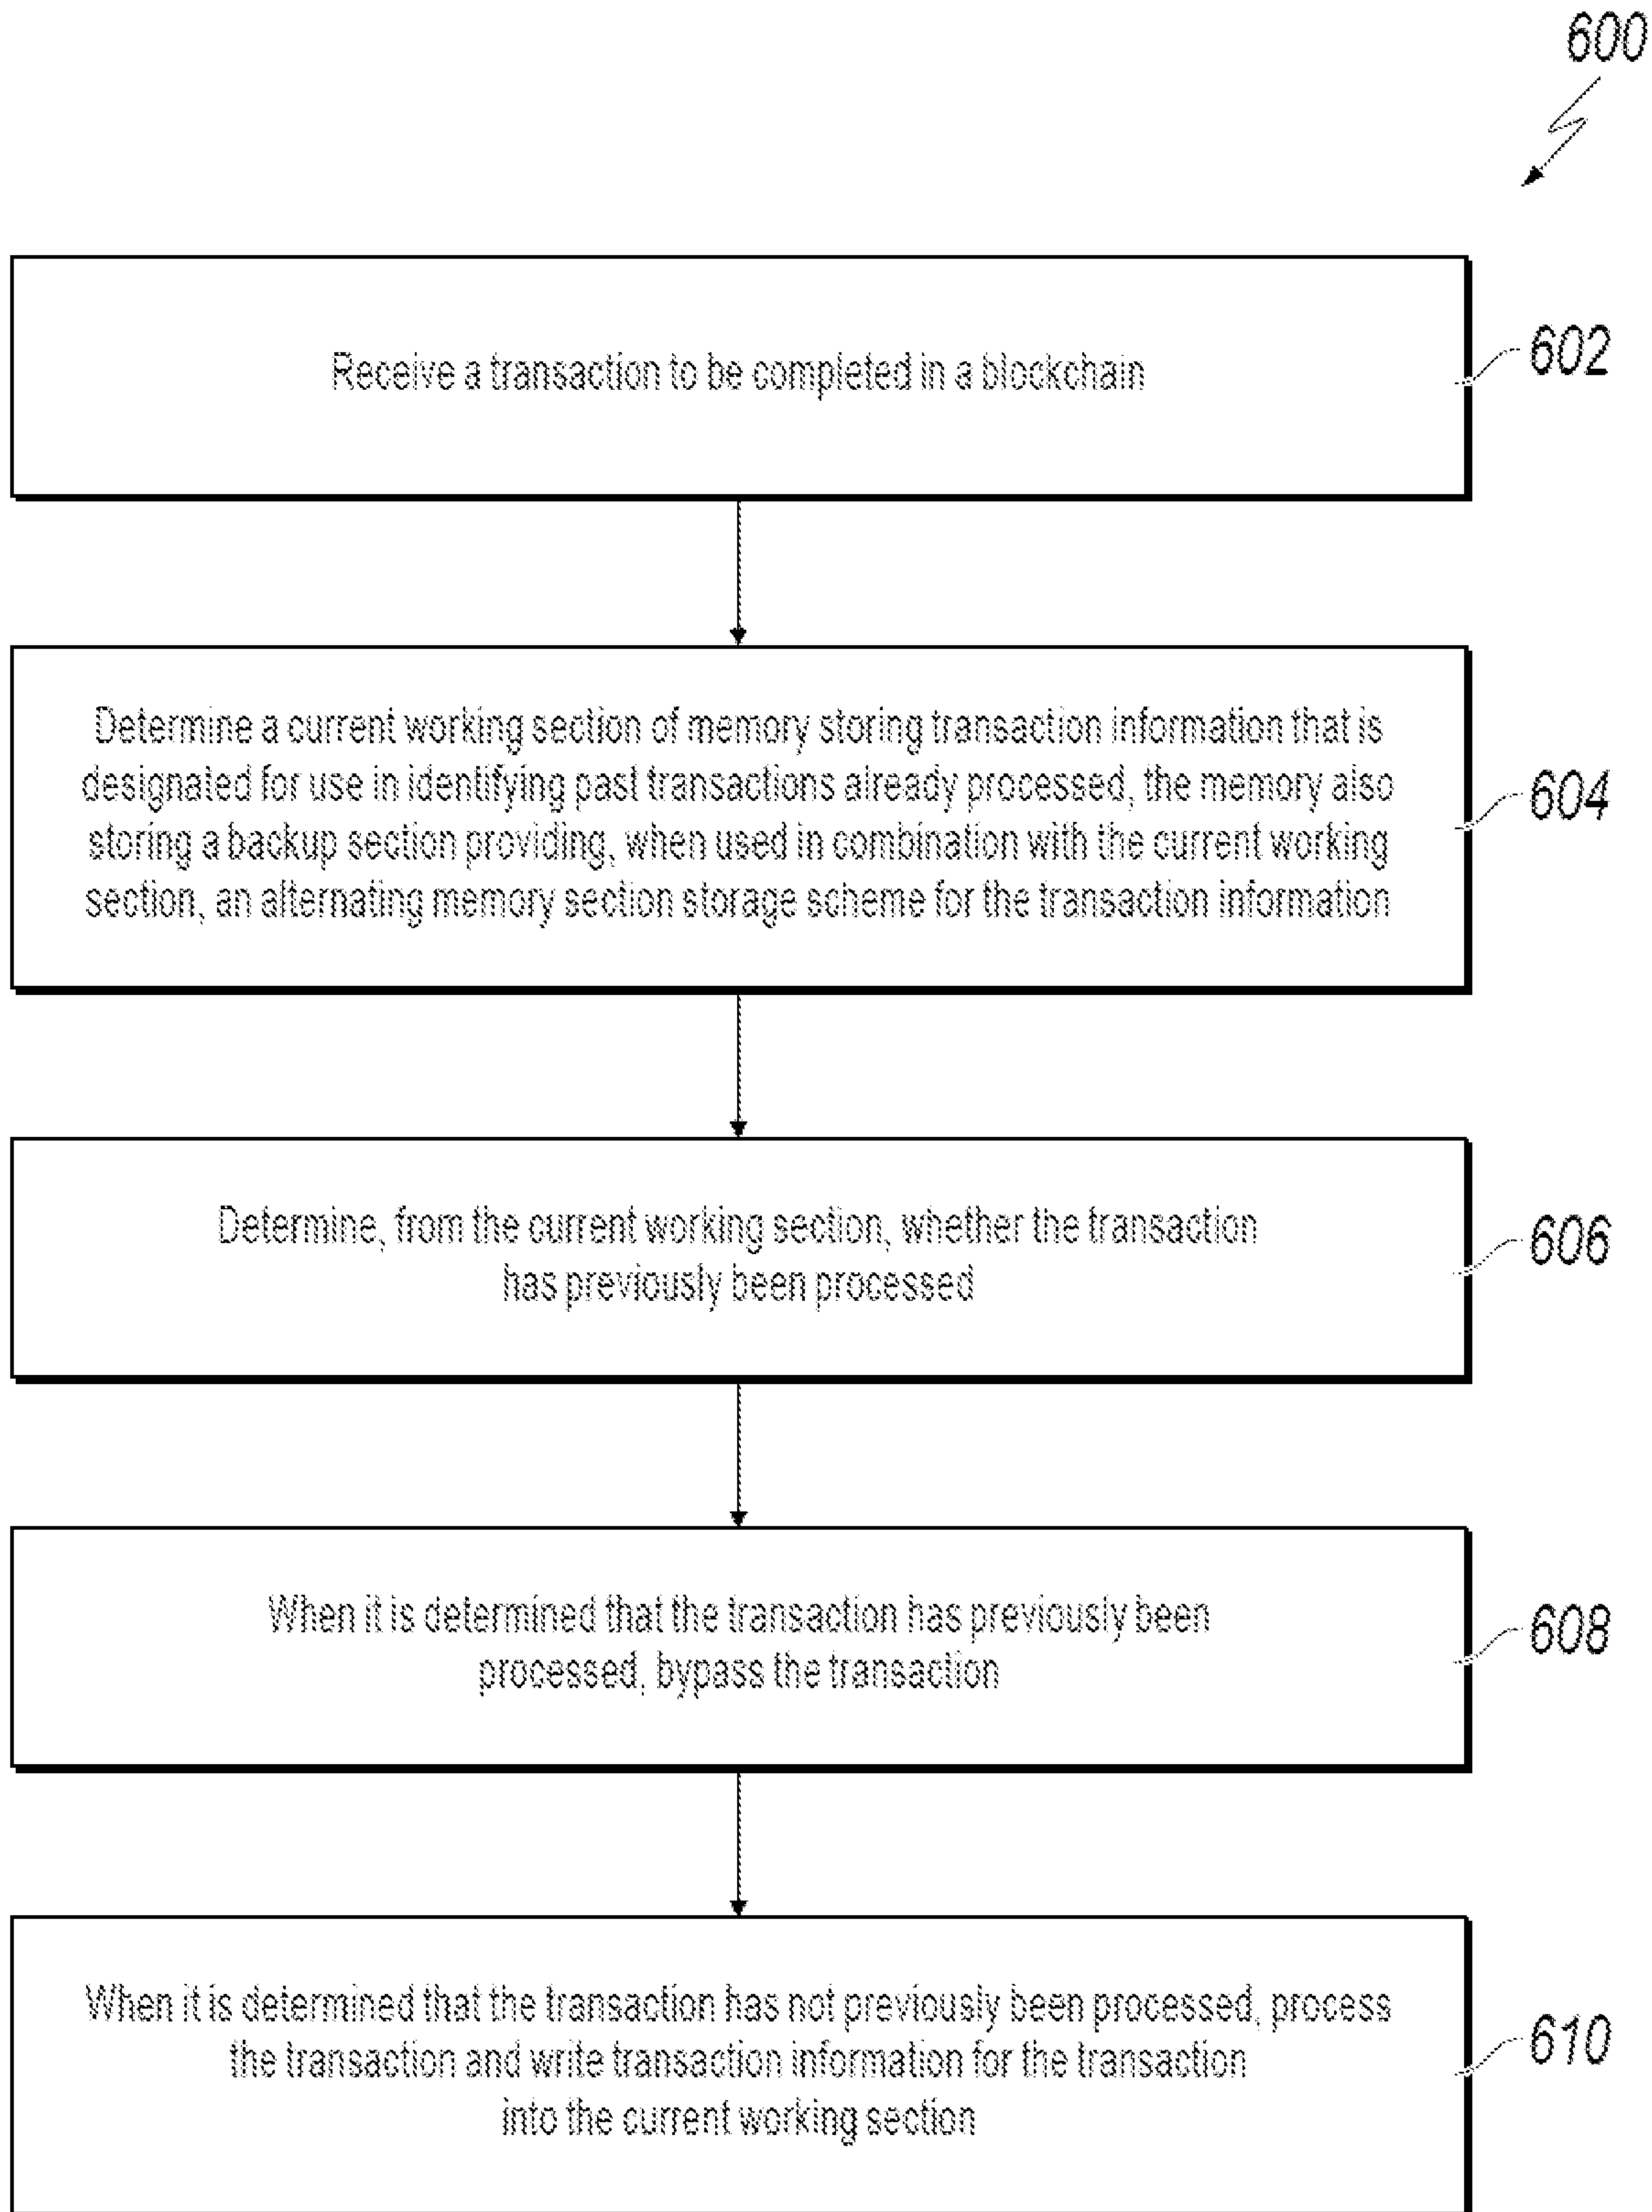 600
Receive a transaction to be completed in a blockchain
602
Determine a current working section of memory storing transaction information that is
designated for use in identifying past transactions already processed, the memory also
storing a backup section providing, when used in combination with the current working
section, an alternating memory section storage scheme for the transaction information
604
Determine, from the current working section, whether the transaction
has previously been processed
606
When it is determined that the transaction has previously been
processed, bypass the transaction
608
When it is determined that the transaction has not previously been processed, process
the transaction and write transaction information for the transaction
into the current working section
610